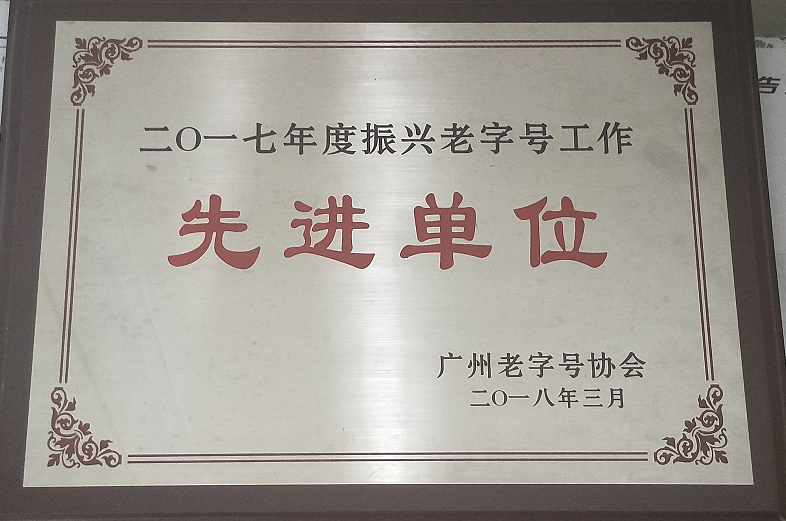 二〇一七年度振兴老字号工作
先进单位
广州老字号协会
二〇一八年三月
告